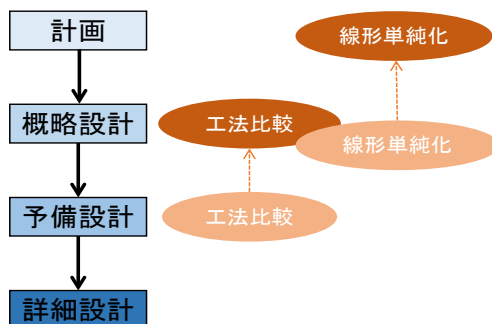 計画
線形単純化
概略設計
工法比較
線形単純化
予備設計
工法比較
詳細設計